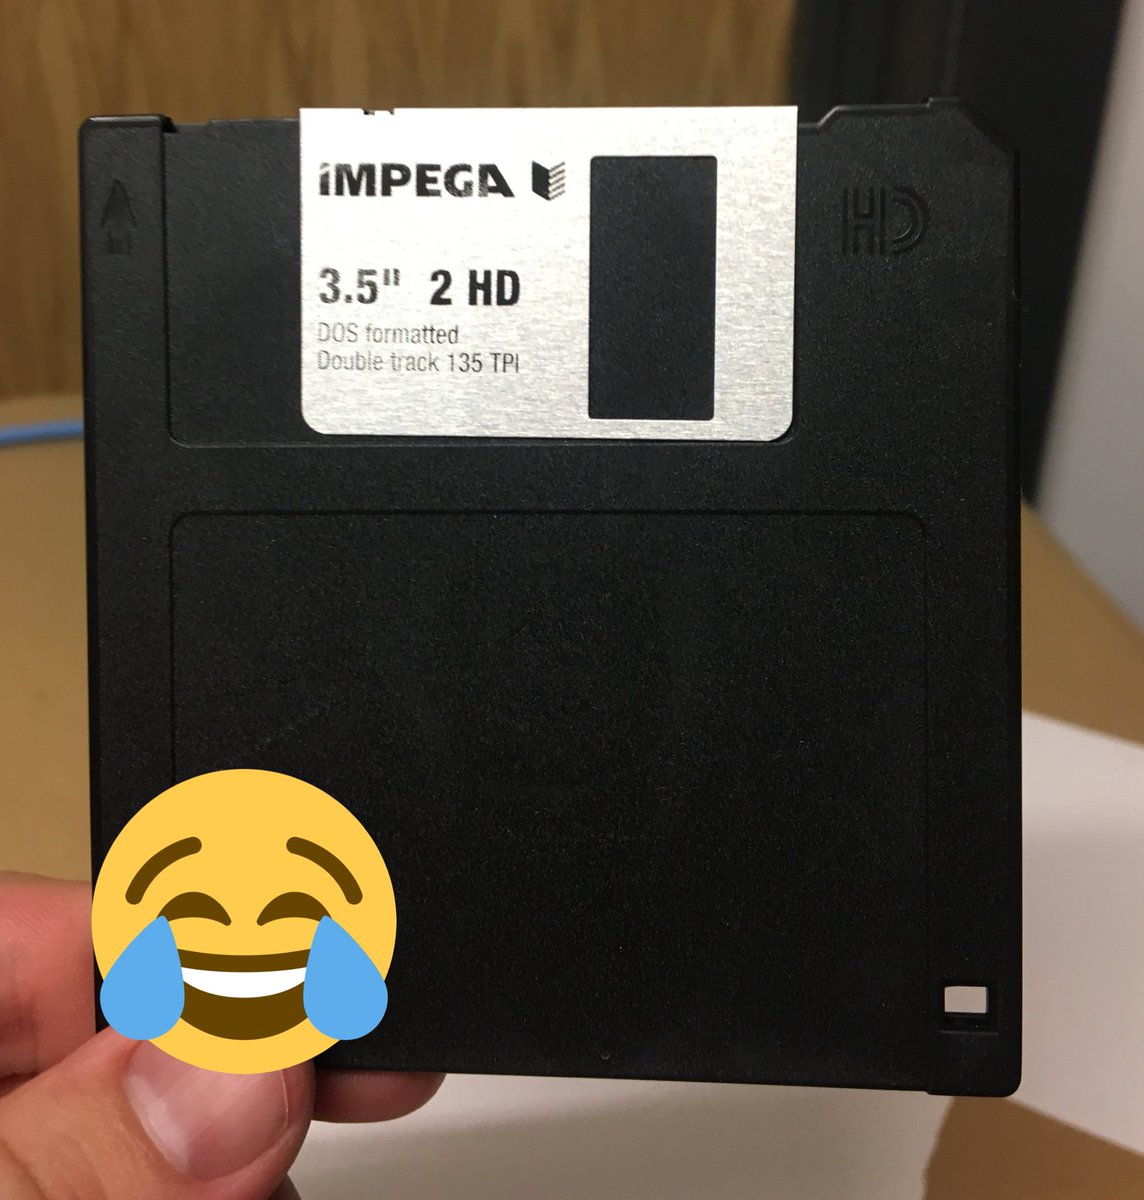 iMPEGA
HD
3.5" 2 HD
DOS formatted
Double track 135 TPI